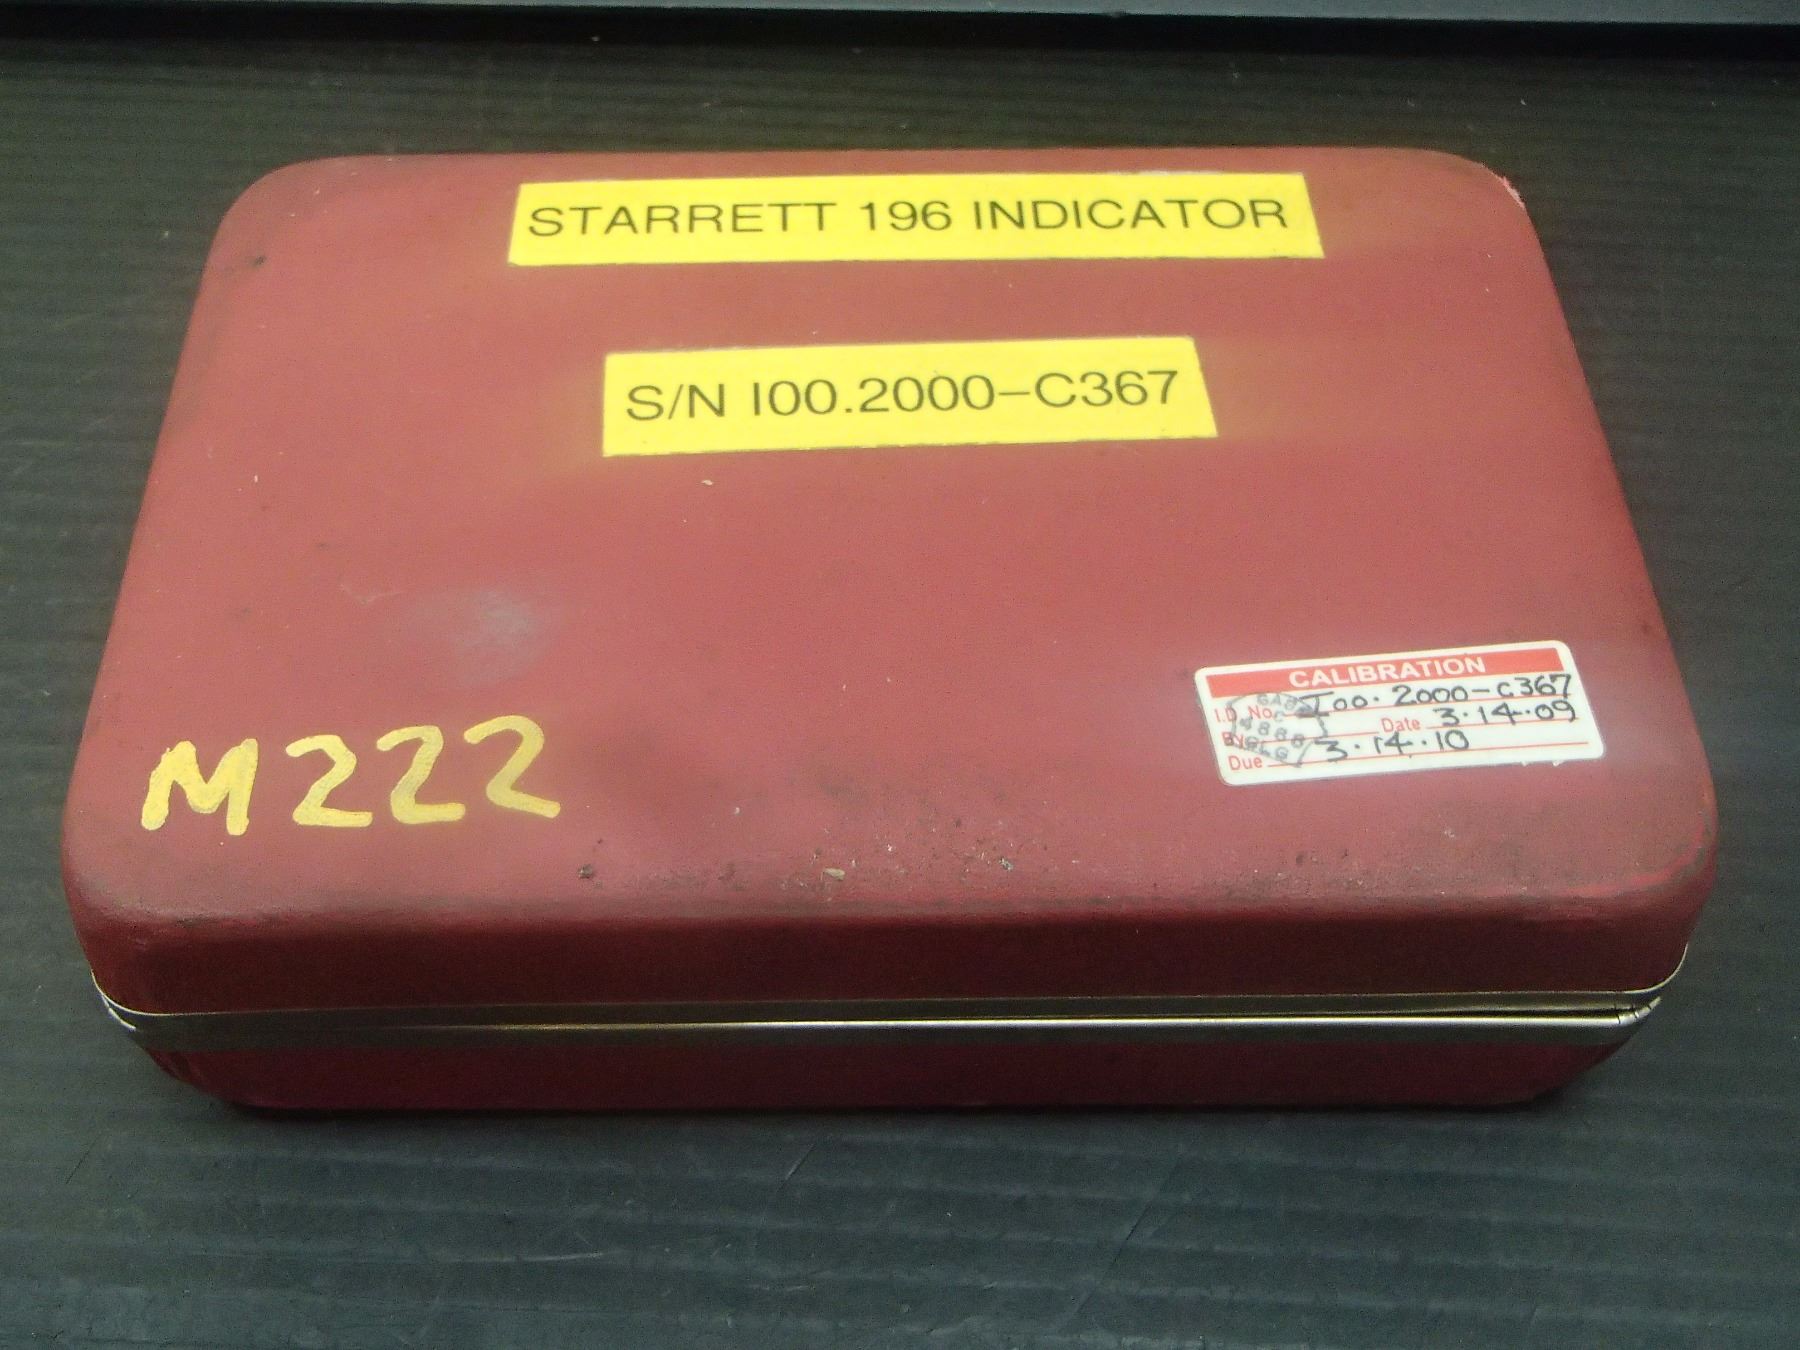 STARRETT 196 INDICATOR
S/N I00.2000-C367
M222
CALIBRATION
I.D. No. I00.2000-C367
BY Date 3.14.09
Due 3.14.10